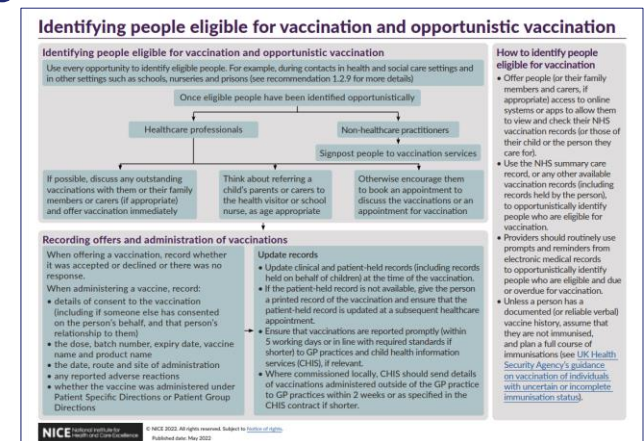 Identifying people eligible for vaccination and opportunistic vaccination
Identifying people eligible for vaccination and opportunistic vaccination
Use every opportunity to identify eligible people. For example, during contacts in health and social care settings and
in other settings such as schools, nurseries and prisons (see recommendation 1.2.9 for more details)
Once eligible people have been identified opportunistically
Healthcare professionals
Non-healthcare practitioners
Signpost people to vaccination services
If possible, discuss any outstanding
vaccinations with them or their family
members or carers (if appropriate)
and offer vaccination immediately
Think about referring a
child's parents or carers to
the health visitor or school
nurse, as age appropriate
Otherwise encourage them
to book an appointment to
discuss the vaccinations or an
appointment for vaccination
Recording offers and administration of vaccinations
When offering a vaccination, record whether
it was accepted or declined or there was no
response.
When administering a vaccine, record:
• details of consent to the vaccination
(including if someone else has consented
on the person's behalf, and that person's
relationship to them)
• the dose, batch number, expiry date, vaccine
name and product name
• the date, route and site of administration
• any reported adverse reactions
• whether the vaccine was administered under
Patient Specific Directions or Patient Group
Directions
Update records
• Update clinical and patient-held records (including records
held on behalf of children) at the time of the vaccination.
• If the patient-held record is not available, give the person
a printed record of the vaccination and ensure that the
patient-held record is updated at a subsequent healthcare
appointment.
• Ensure that vaccinations are reported promptly (within
5 working days or in line with required standards if
shorter) to GP practices and child health information
services (CHIS), if relevant.
• Where commissioned locally, CHIS should send details
of vaccinations administered outside of the GP practice
to GP practices within 2 weeks or as specified in the
CHIS contract if shorter.
How to identify people
eligible for vaccination
• Offer people (or their family
members and carers, if
appropriate) access to online
systems or apps to allow them
to view and check their NHS
vaccination records (or those of
their child or the person they
care for).
• Use the NHS summary care
record, or any other available
vaccination records (including
records held by the person),
to opportunistically identify
people who are eligible for
vaccination.
• Providers should routinely use
prompts and reminders from
electronic medical records
to opportunistically identify
people who are eligible and due
or overdue for vaccination.
• Unless a person has a
documented (or reliable verbal)
vaccine history, assume that
they are not immunised,
and plan a full course of
immunisations (see UK Health
Security Agency's guidance
on vaccination of individuals
with uncertain or incomplete
immunisation status).
NICE National Institute for
Health and Care Excellence
© NICE 2022. All rights reserved. Subject to Notice of rights.
Published date: May 2022